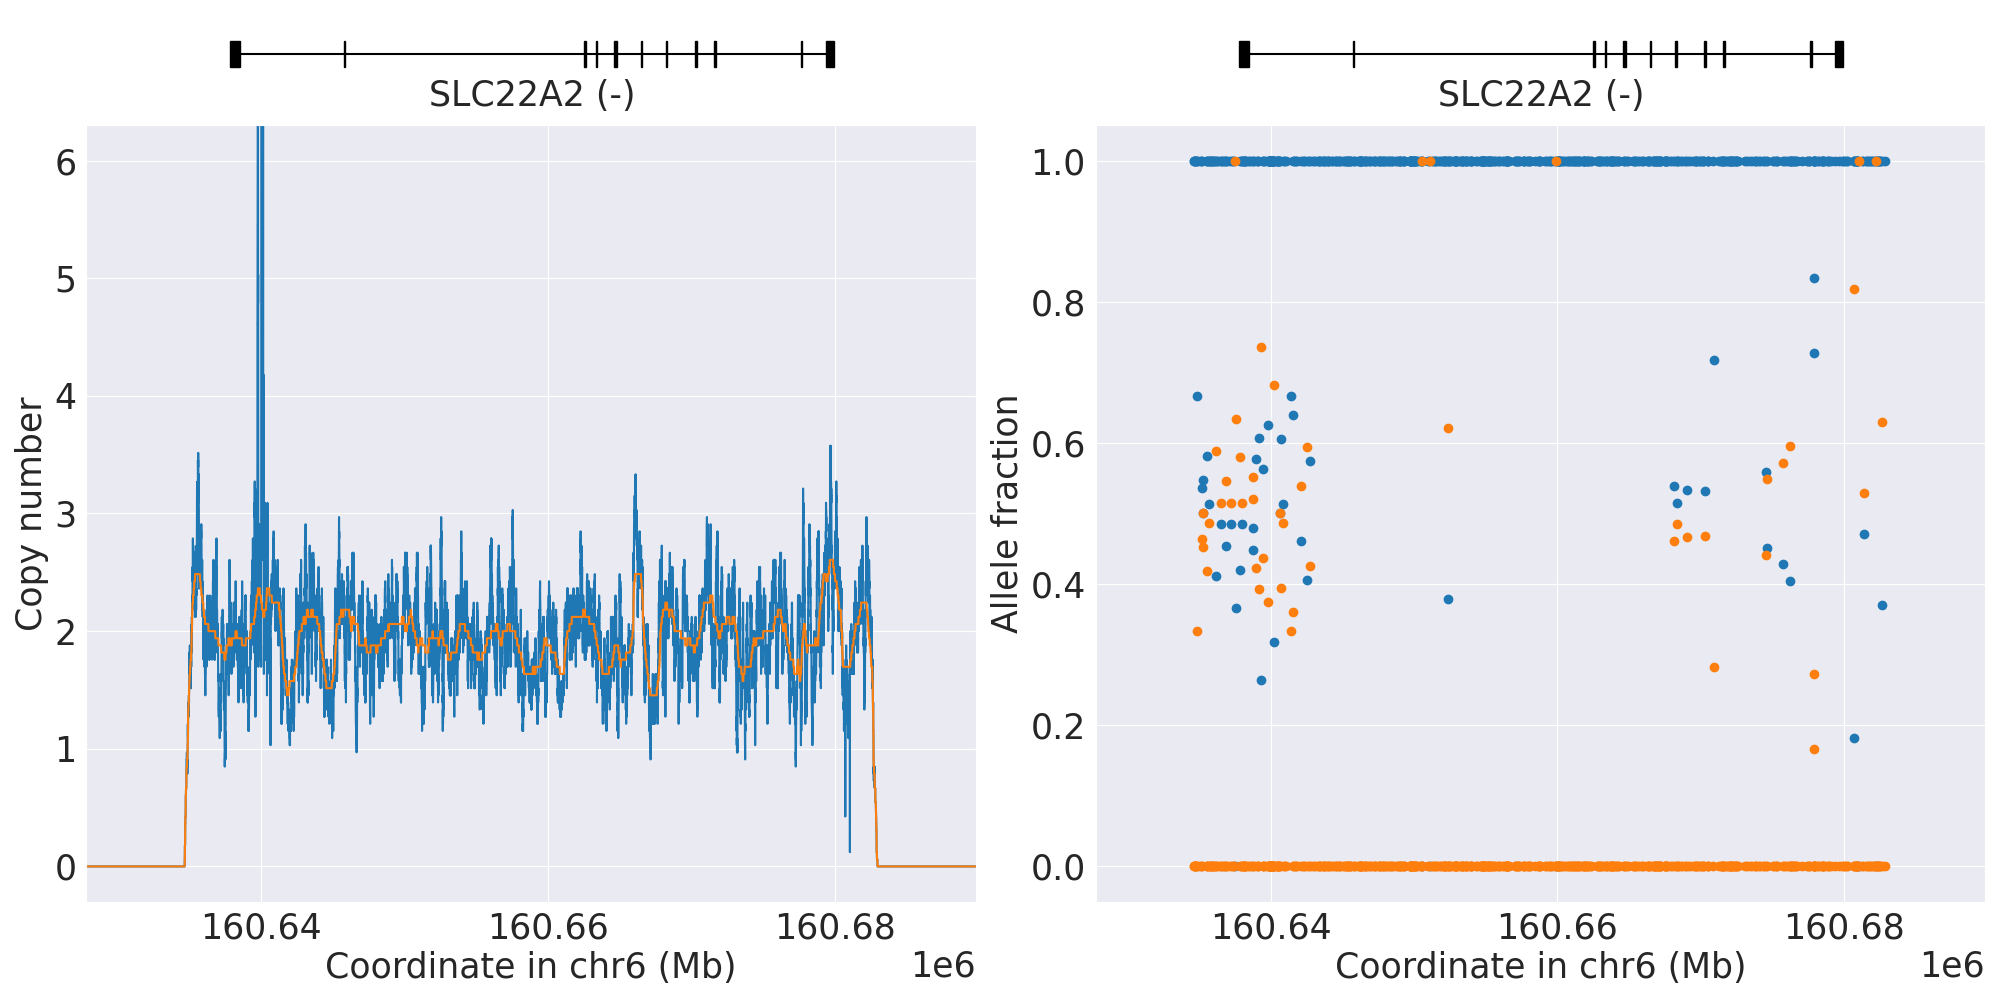 SLC22A2 (-)
6
5
4
3
2
1
0
Copy number
160.64
160.66
160.68
Coordinate in chr6 (Mb)
1e6
SLC22A2 (-)
1.0
0.8
0.6
0.4
0.2
0.0
Allele fraction
160.64
160.66
160.68
Coordinate in chr6 (Mb)
1e6